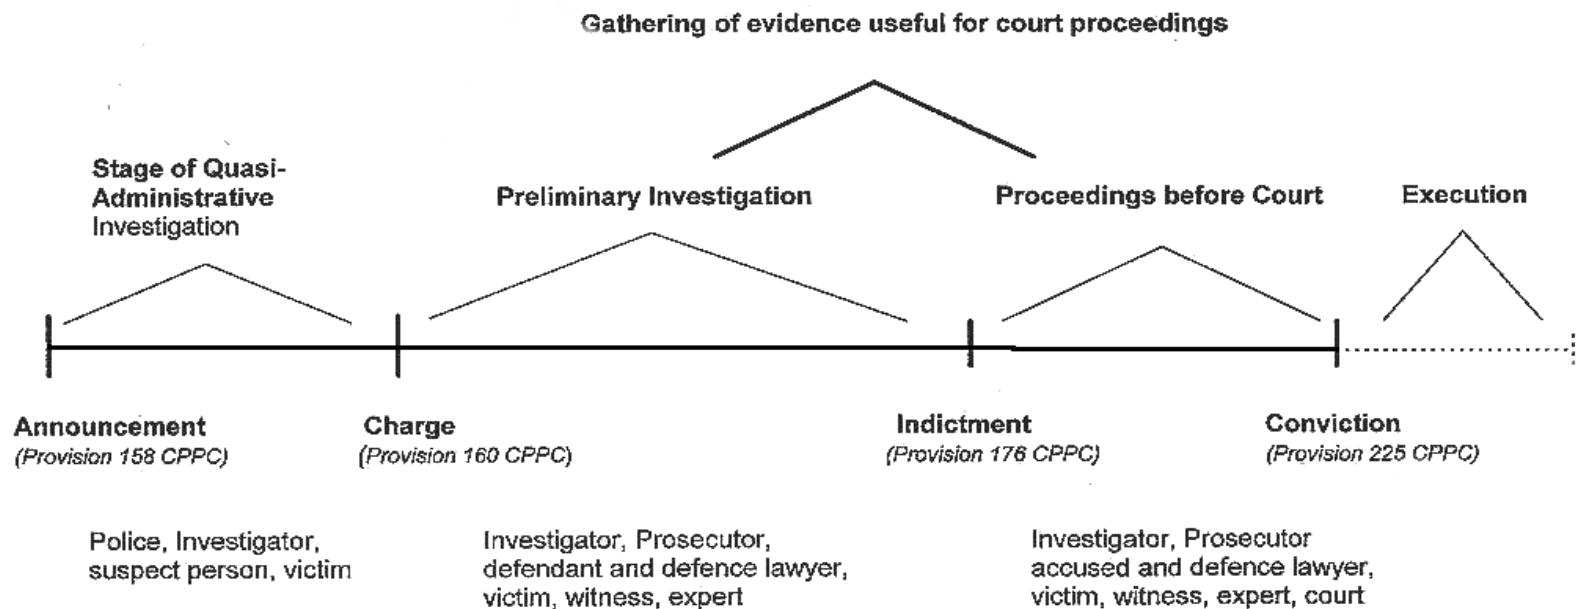 Gathering of evidence useful for court proceedings
Stage of Quasi-
Administrative
Investigation
Preliminary Investigation
Proceedings before Court
Execution
Announcement
(Provision 158 CPPC)
Charge
(Provision 160 CPPC)
Indictment
(Provision 176 CPPC)
Conviction
(Provision 225 CPPC)
Police, Investigator,
suspect person, victim
Investigator, Prosecutor,
defendant and defence lawyer,
victim, witness, expert
Investigator, Prosecutor
accused and defence lawyer,
victim, witness, expert, court